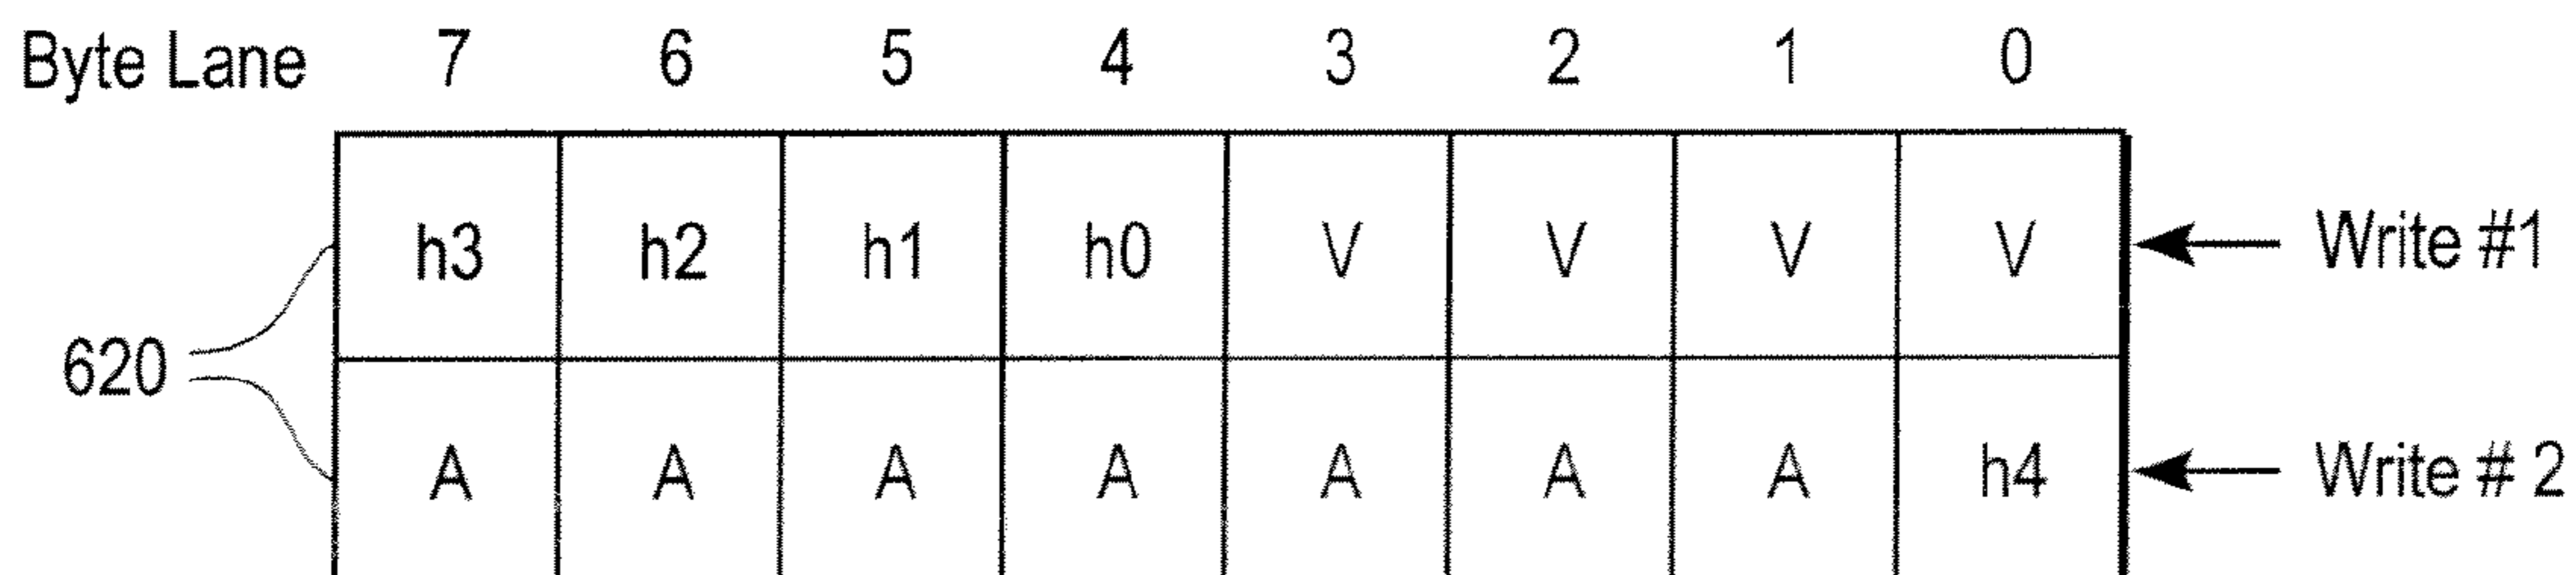 Byte Lane 7 6 5 4 3 2 1 0
h3 h2 h1 h0 V V V V Write #1
620
A A A A A A A h4 Write # 2